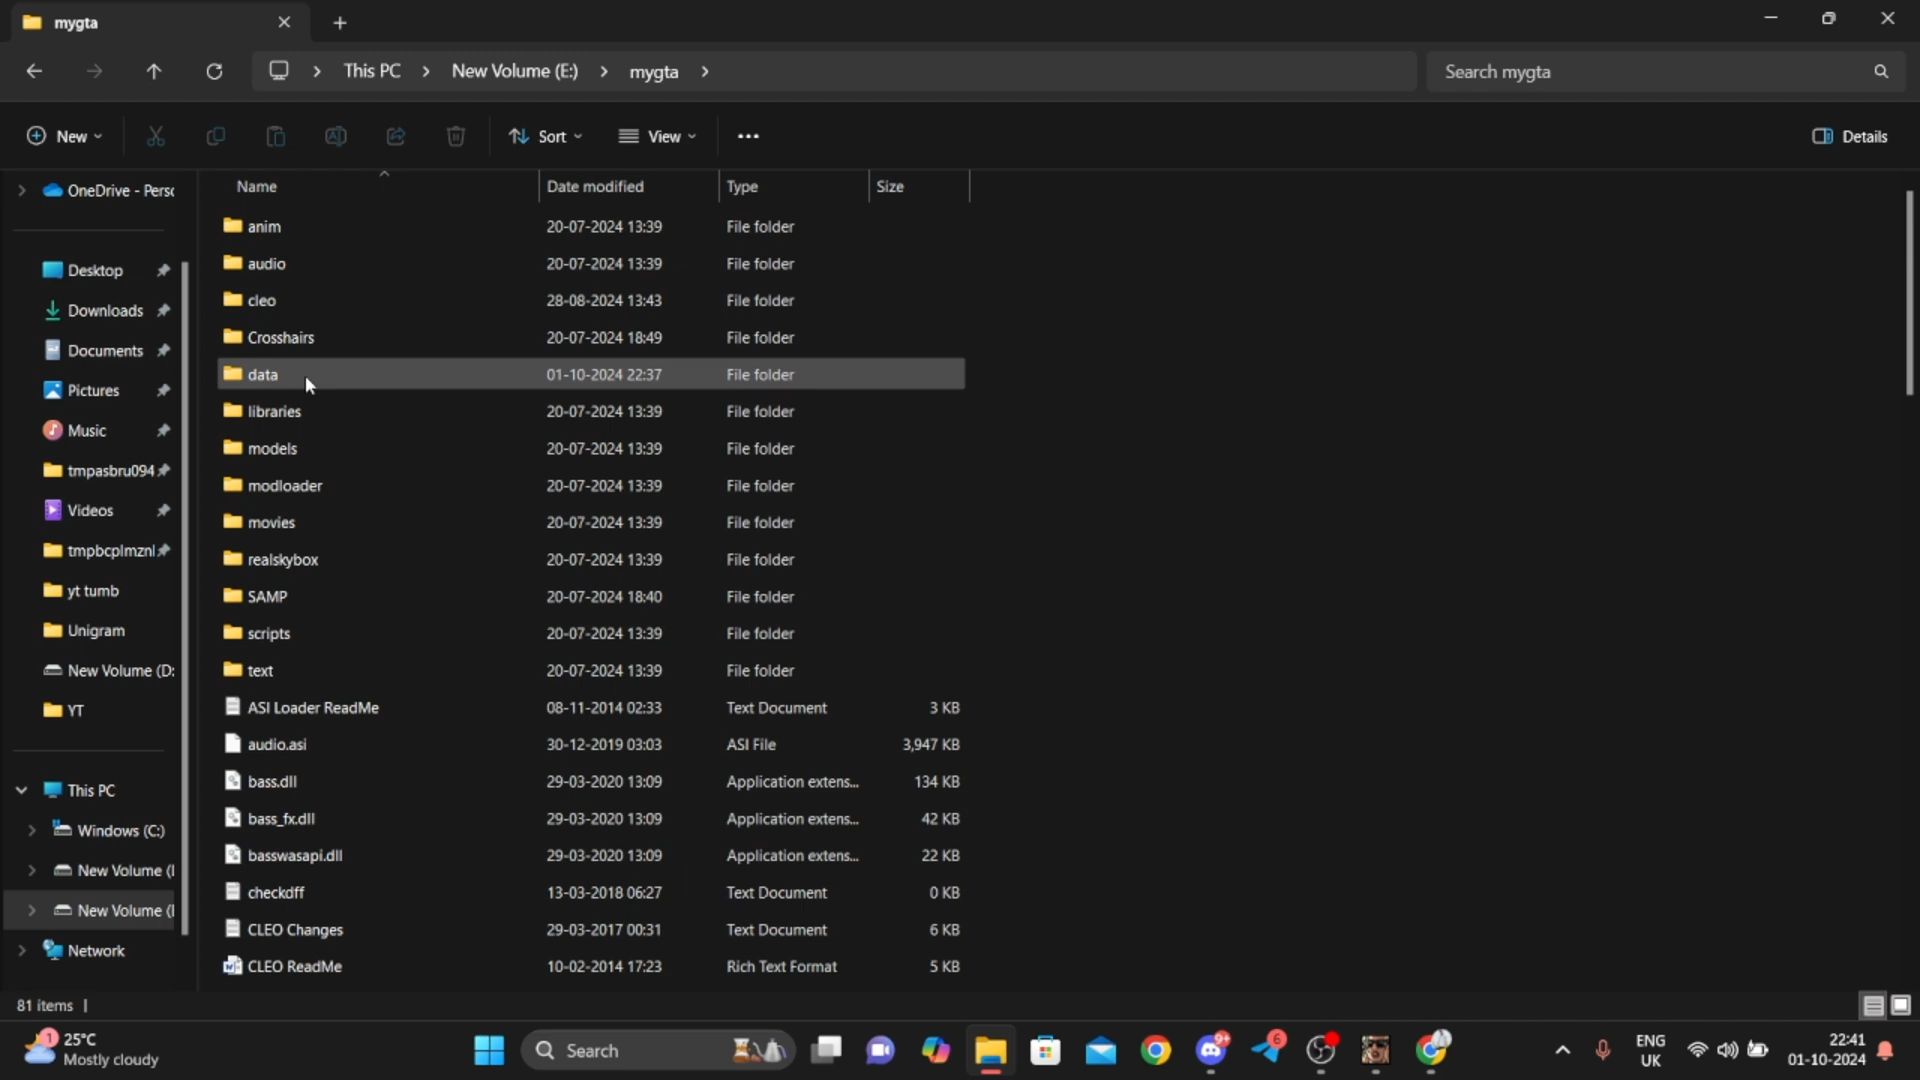 mygta
This PC > New Volume (E:) > mygta >
Search mygta
New
Sort
View
Details
OneDrive - Perso
Desktop
Downloads
Documents
Pictures
Music
tmpasbru094
Videos
tmpbcplmznl
yt tumb
Unigram
New Volume (D:
YT
This PC
Windows (C:)
New Volume (
New Volume (
Network
Name Date modified Type Size
anim 20-07-2024 13:39 File folder
audio 20-07-2024 13:39 File folder
cleo 28-08-2024 13:43 File folder
Crosshairs 20-07-2024 18:49 File folder
data 01-10-2024 22:37 File folder
libraries 20-07-2024 13:39 File folder
models 20-07-2024 13:39 File folder
modloader 20-07-2024 13:39 File folder
movies 20-07-2024 13:39 File folder
realskybox 20-07-2024 13:39 File folder
SAMP 20-07-2024 18:40 File folder
scripts 20-07-2024 13:39 File folder
text 20-07-2024 13:39 File folder
ASI Loader ReadMe 08-11-2014 02:33 Text Document 3 KB
audio.asi 30-12-2019 03:03 ASI File 3,947 KB
bass.dll 29-03-2020 13:09 Application extens... 134 KB
bass_fx.dll 29-03-2020 13:09 Application extens... 42 KB
basswasapi.dll 29-03-2020 13:09 Application extens... 22 KB
checkdff 13-03-2018 06:27 Text Document 0 KB
CLEO Changes 29-03-2017 00:31 Text Document 6 KB
CLEO ReadMe 10-02-2014 17:23 Rich Text Format 5 KB
81 items
1
25°C
Mostly cloudy
Search
9+
6
ENG
UK
22:41
01-10-2024